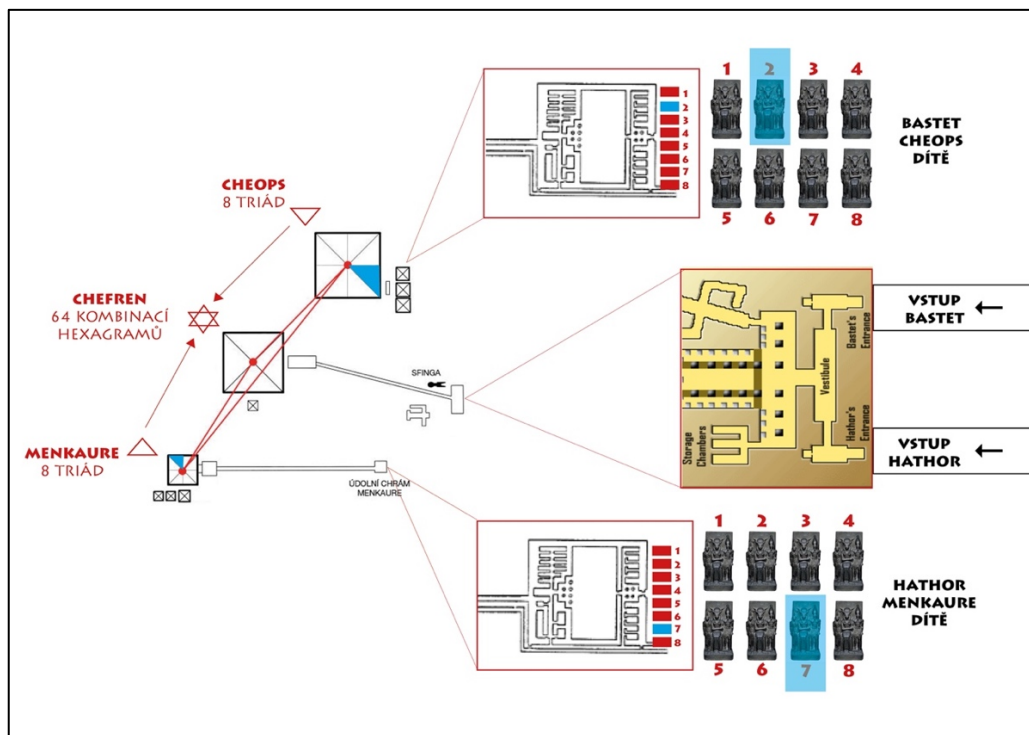 CHEOPS
8 TRIÁD
CHEFREN
64 KOMBINACÍ
HEXAGRAMŮ
MENKAURE
8 TRIÁD
SFINGA
ÚDOLNÍ CHRÁM
MENKAURE
1
2
3
4
5
6
7
8
1 2 3 4
5 6 7 8
BASTET
CHEOPS
DÍTĚ
Bastet's
Entrance
Vestibule
Hathor's
Entrance
Storage
Chambers
VSTUP
BASTET
VSTUP
HATHOR
1
2
3
4
5
6
7
8
1 2 3 4
5 6 7 8
HATHOR
MENKAURE
DÍTĚ